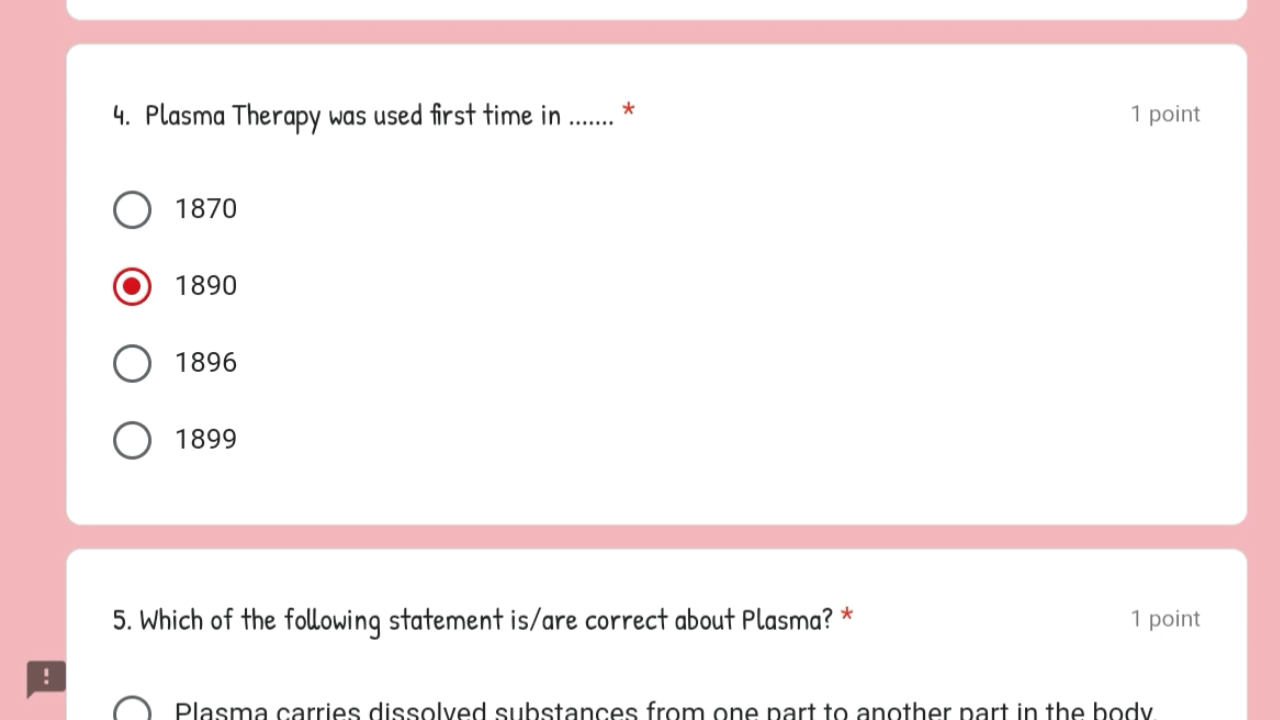 4. Plasma Therapy was used first time in ....... *
1 point
1870
1890
1896
1899
5. Which of the following statement is/are correct about Plasma? *
1 point
Plasma carries dissolved substances from one part to another part in the body.